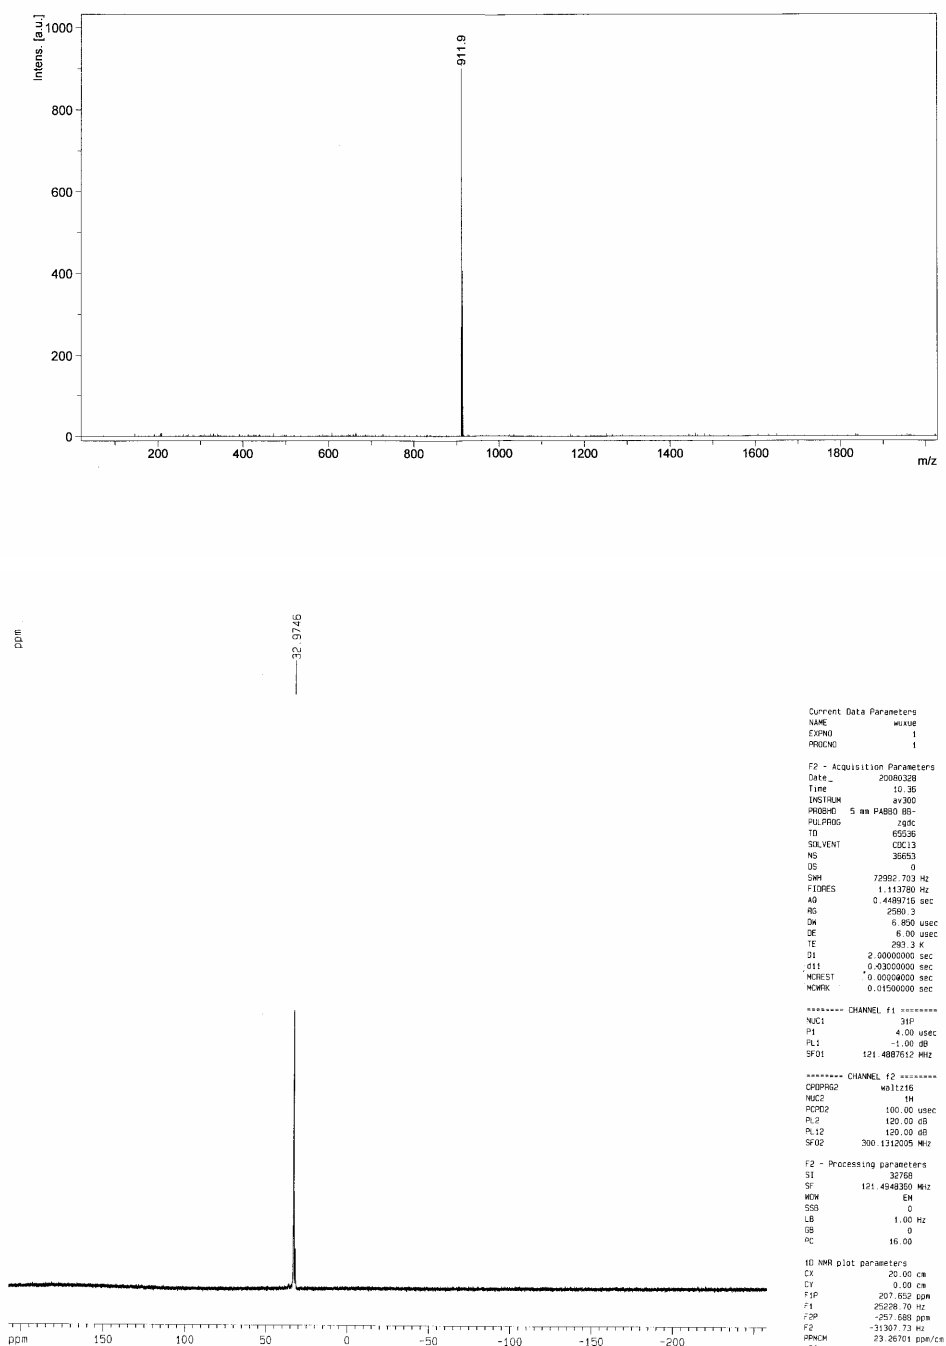 Intens. [a.u.]
1000
800
600
400
200
0
911.9
200 400 600 800 1000 1200 1400 1600 1800
m/z
ppm
32.9746
Current Data Parameters
NAME wuxue
EXPNO 1
PROCNO 1
F2 - Acquisition Parameters
Date_ 20080328
Time 10.36
INSTRUM av300
PROBHD 5 mm PABBO BB-
PULPROG zgdc
TD 65536
SOLVENT CDCl3
NS 36653
DS 0
SWH 72992.703 Hz
FIDRES 1.113780 Hz
AQ 0.4489716 sec
RG 2580.3
DW 6.850 usec
DE 6.00 usec
TE 293.3 K
D1 2.00000000 sec
d11 0.03000000 sec
MCREST 0.00000000 sec
MCWRK 0.01500000 sec
======== CHANNEL f1 ========
NUC1 31P
P1 4.00 usec
PL1 -1.00 dB
SFO1 121.4887612 MHz
======== CHANNEL f2 ========
CPDPRG2 waltz16
NUC2 1H
PCPD2 100.00 usec
PL2 120.00 dB
PL12 120.00 dB
SFO2 300.1312005 MHz
F2 - Processing parameters
SI 32768
SF 121.4948360 MHz
WDW EM
SSB 0
LB 1.00 Hz
GB 0
PC 16.00
1D NMR plot parameters
CX 20.00 cm
CY 0.00 cm
F1P 207.652 ppm
F1 25228.70 Hz
F2P -257.688 ppm
F2 -31307.73 Hz
PPMCM 23.26701 ppm/cm
ppm 150 100 50 0 -50 -100 -150 -200